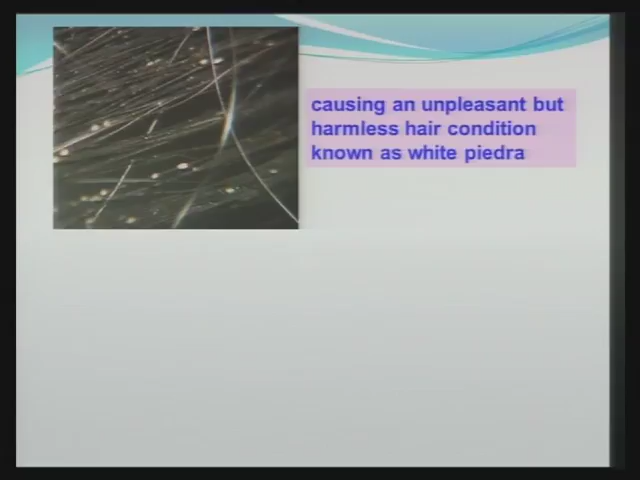 causing an unpleasant but
harmless hair condition
known as white piedra